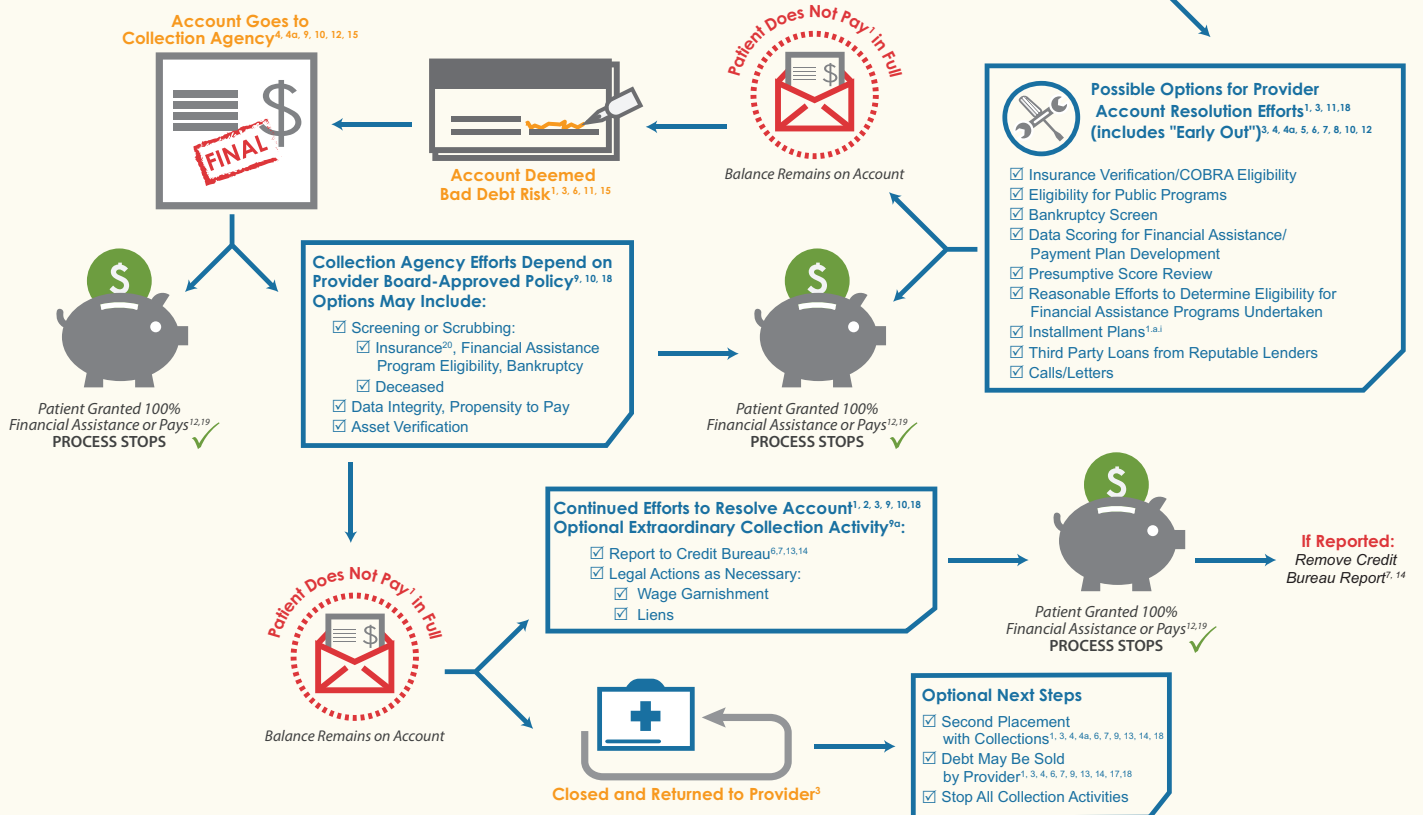 Account Goes to
Collection Agency4, 4a, 9, 10, 12, 15
$
FINAL
Account Deemed
Bad Debt Risk1, 3, 6, 11, 15
Patient Does Not Pay1 in Full
$
Balance Remains on Account
Possible Options for Provider
Account Resolution Efforts1, 3, 11,18
(includes "Early Out")3, 4, 4a, 5, 6, 7, 8, 10, 12
☑ Insurance Verification/COBRA Eligibility
☑ Eligibility for Public Programs
☑ Bankruptcy Screen
☑ Data Scoring for Financial Assistance/
Payment Plan Development
☑ Presumptive Score Review
☑ Reasonable Efforts to Determine Eligibility for
Financial Assistance Programs Undertaken
☑ Installment Plans1.a.i
☑ Third Party Loans from Reputable Lenders
☑ Calls/Letters
$
Patient Granted 100%
Financial Assistance or Pays12,19
PROCESS STOPS
Collection Agency Efforts Depend on
Provider Board-Approved Policy9, 10, 18
Options May Include:
☑ Screening or Scrubbing:
☑ Insurance20, Financial Assistance
Program Eligibility, Bankruptcy
☑ Deceased
☑ Data Integrity, Propensity to Pay
☑ Asset Verification
$
Patient Granted 100%
Financial Assistance or Pays12,19
PROCESS STOPS
Patient Does Not Pay1 in Full
$
Balance Remains on Account
Continued Efforts to Resolve Account1, 2, 3, 9, 10,18
Optional Extraordinary Collection Activity9a:
☑ Report to Credit Bureau6,7,13,14
☑ Legal Actions as Necessary:
☑ Wage Garnishment
☑ Liens
$
Patient Granted 100%
Financial Assistance or Pays12,19
PROCESS STOPS
If Reported:
Remove Credit
Bureau Report7, 14
Closed and Returned to Provider3
Optional Next Steps
☑ Second Placement
with Collections1, 3, 4, 4a, 6, 7, 9, 13, 14, 18
☑ Debt May Be Sold
by Provider1, 3, 4, 6, 7, 9, 13, 14, 17,18
☑ Stop All Collection Activities